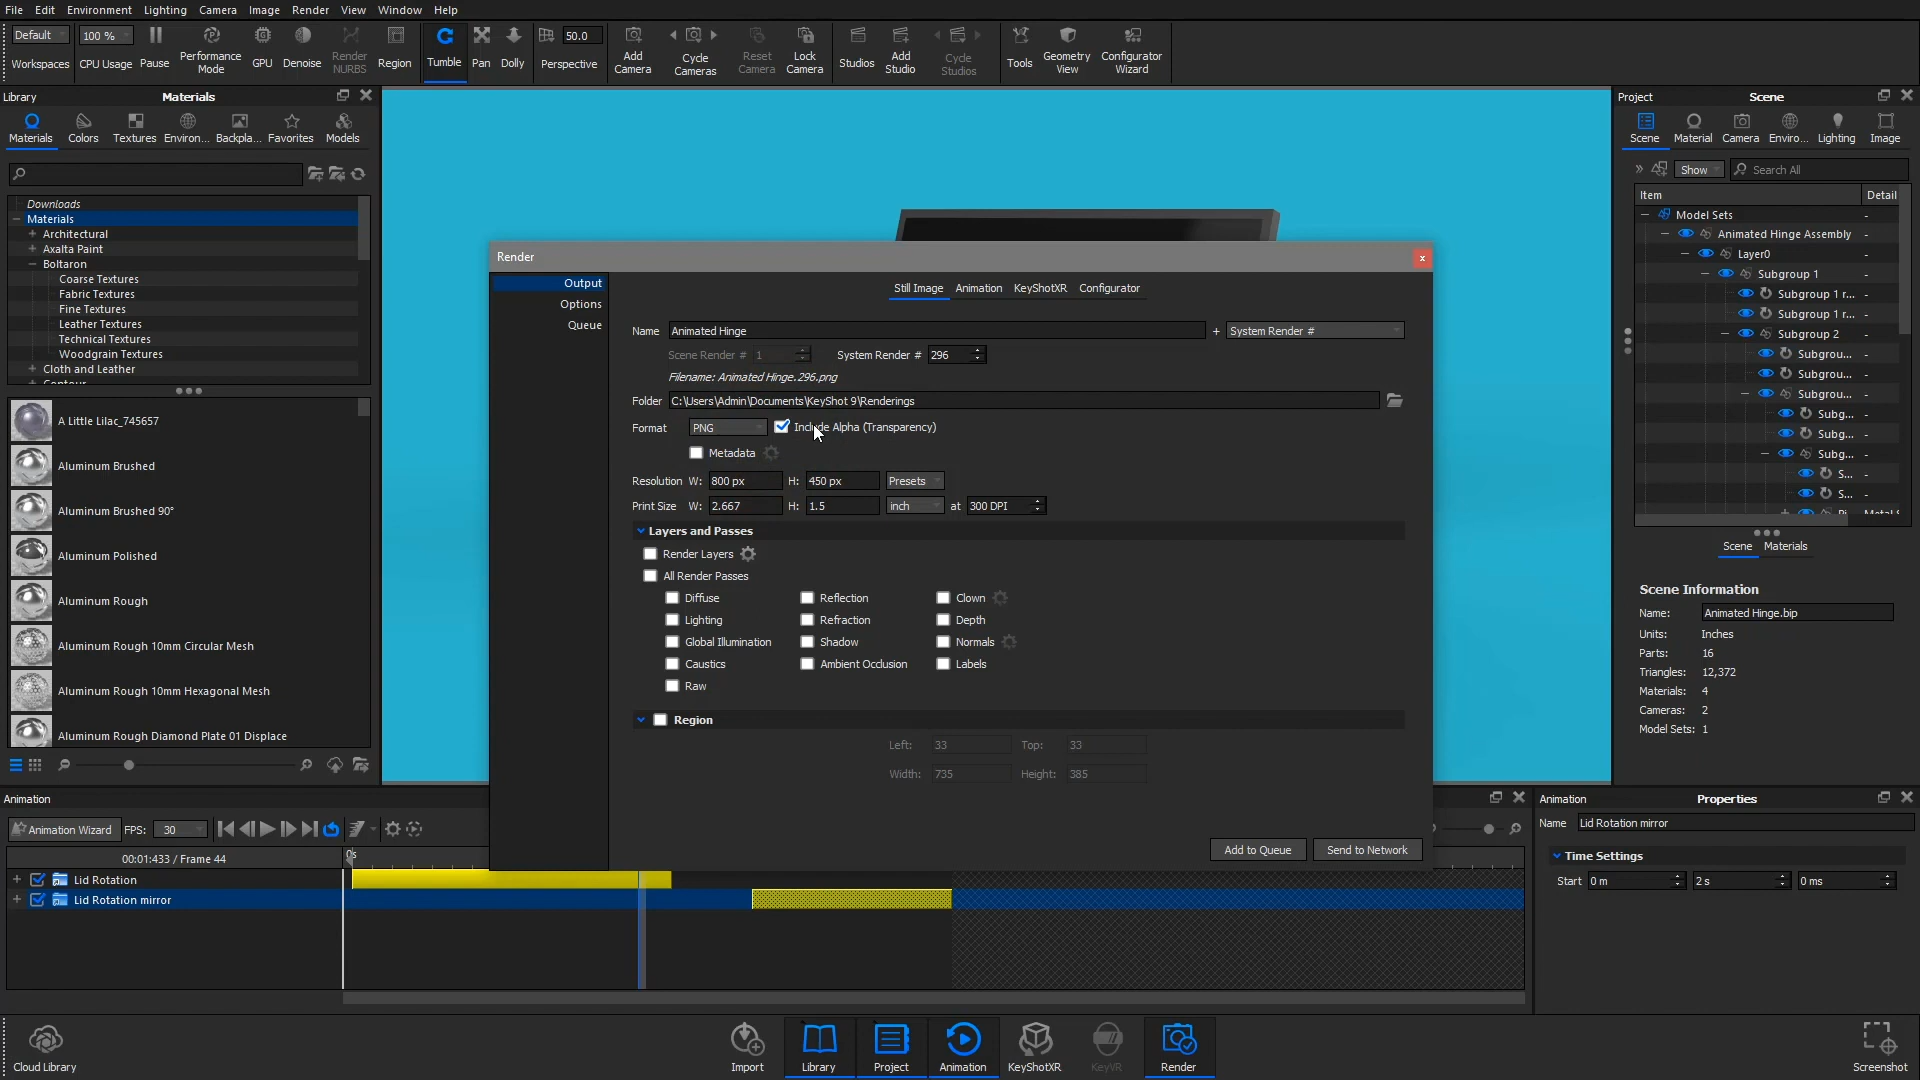 File Edit Environment Lighting Camera Image Render View Window Help
Default 100 % 50.0
Workspaces CPU Usage Pause Performance Mode GPU Denoise Render NURBS Region Tumble Pan Dolly Perspective Add Camera Cycle Cameras Reset Camera Lock Camera Studios Add Studio Cycle Studios Tools Geometry View Configurator Wizard
Library Materials
Materials Colors Textures Environ... Backpla... Favorites Models
Downloads
Materials
Architectural
Axalta Paint
Boltaron
Coarse Textures
Fabric Textures
Fine Textures
Leather Textures
Technical Textures
Woodgrain Textures
Cloth and Leather
Contour
A Little Lilac_745657
Aluminum Brushed
Aluminum Brushed 90°
Aluminum Polished
Aluminum Rough
Aluminum Rough 10mm Circular Mesh
Aluminum Rough 10mm Hexagonal Mesh
Aluminum Rough Diamond Plate 01 Displace
Render
Output
Options
Queue
Still Image Animation KeyShotXR Configurator
Name Animated Hinge + System Render #
Scene Render # 1 System Render # 296
Filename: Animated Hinge.296.png
Folder C:\Users\Admin\Documents\KeyShot 9\Renderings
Format PNG Include Alpha (Transparency)
Metadata
Resolution W: 800 px H: 450 px Presets
Print Size W: 2.667 H: 1.5 inch at 300 DPI
Layers and Passes
Render Layers
All Render Passes
Diffuse Reflection Clown
Lighting Refraction Depth
Global Illumination Shadow Normals
Caustics Ambient Occlusion Labels
Raw
Region
Left: 33 Top: 33
Width: 735 Height: 385
Add to Queue Send to Network
Project Scene
Scene Material Camera Enviro... Lighting Image
Show Search All
Item Detail
Model Sets -
Animated Hinge Assembly -
Layer0 -
Subgroup 1 -
Subgroup 1 r... -
Subgroup 1 r... -
Subgroup 2 -
Subgrou... -
Subgrou... -
Subgrou... -
Subg... -
Subg... -
Subg... -
S... -
S... -
Scene Materials
Scene Information
Name: Animated Hinge.bip
Units: Inches
Parts: 16
Triangles: 12,372
Materials: 4
Cameras: 2
Model Sets: 1
Animation
Animation Wizard FPS: 30
00:01:433 / Frame 44 0s
Lid Rotation
Lid Rotation mirror
Animation Properties
Name Lid Rotation mirror
Time Settings
Start 0 m 2 s 0 ms
Cloud Library Import Library Project Animation KeyShotXR KeyVR Render Screenshot